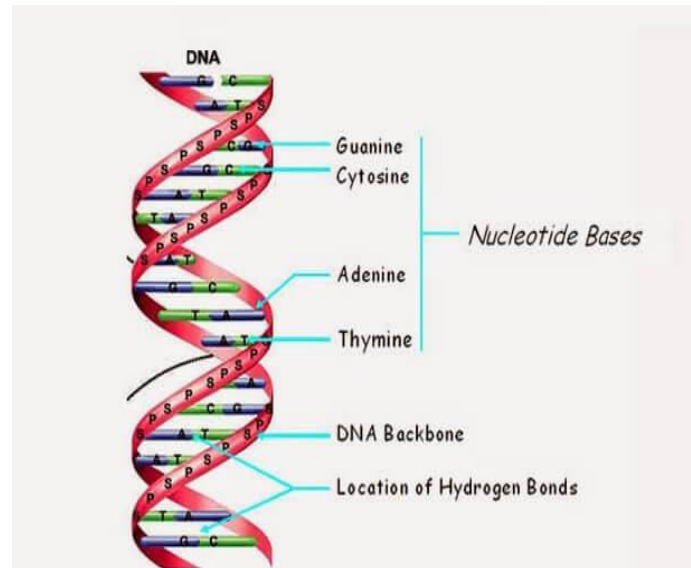 DNA
G C
A T S
S P S P
C G
P S P S
G C
P S P S P
A T
T A
S P S P S P S P
A T
G C
T A
A T
P S P S P S P
A
C G
S P S P
A T
A T
P S P S P S P S P
T A
G C
Guanine
Cytosine
Adenine
Thymine
Nucleotide Bases
DNA Backbone
Location of Hydrogen Bonds